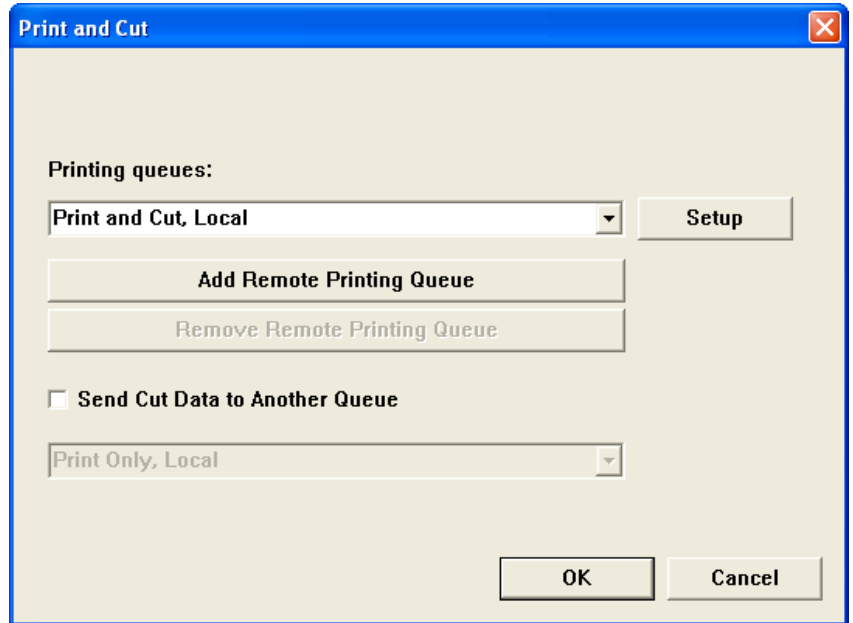 Print and Cut
Printing queues:
Print and Cut, Local
Setup
Add Remote Printing Queue
Remove Remote Printing Queue
Send Cut Data to Another Queue
Print Only, Local
OK
Cancel